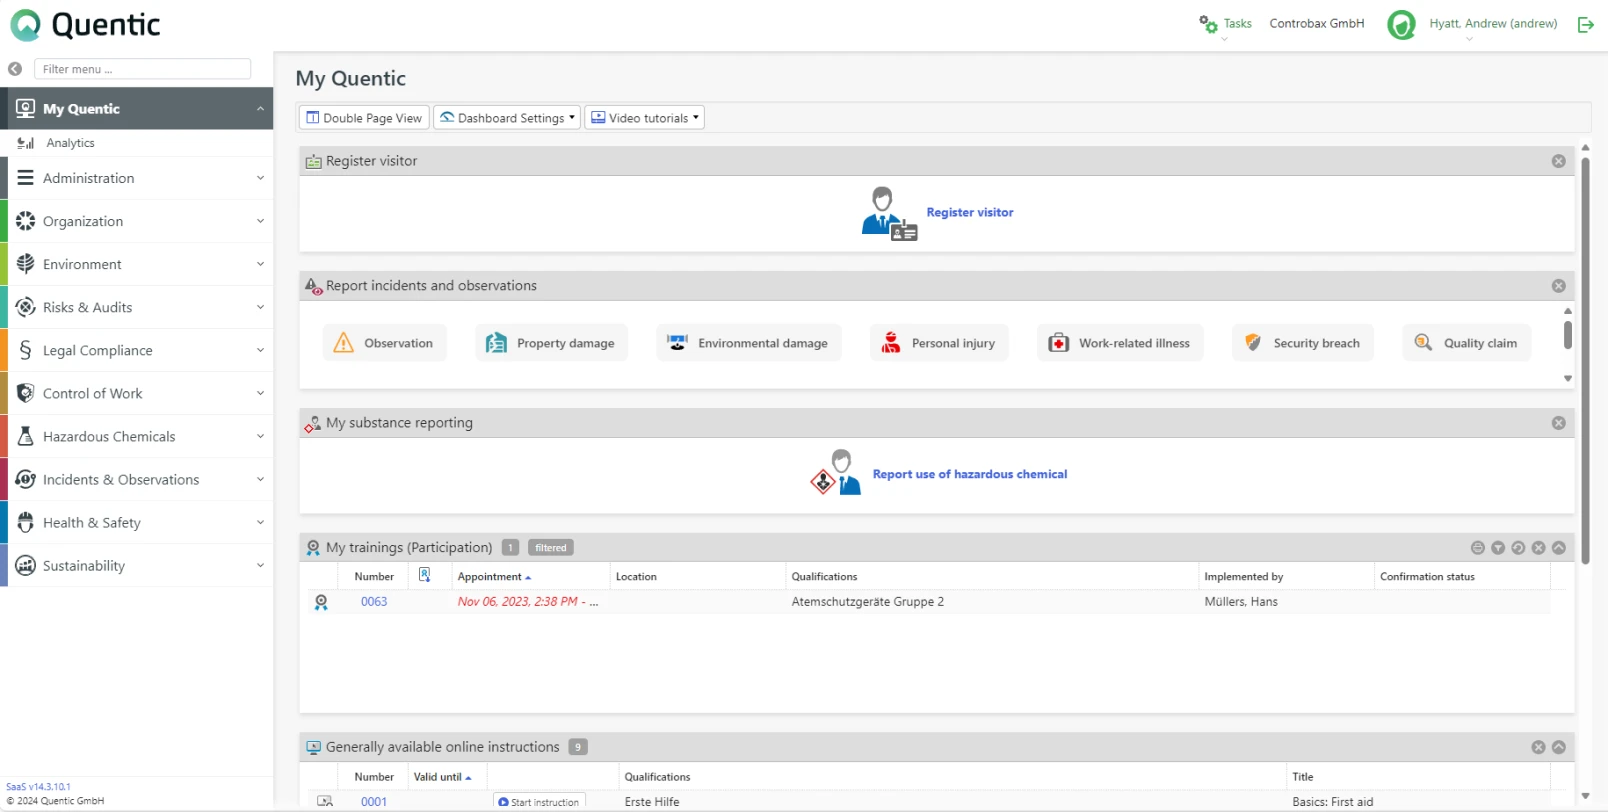 Quentic
Tasks
Controbax GmbH
Hyatt, Andrew (andrew)
Filter menu ...
My Quentic
Analytics
Administration
Organization
Environment
Risks & Audits
Legal Compliance
Control of Work
Hazardous Chemicals
Incidents & Observations
Health & Safety
Sustainability
SaaS v14.3.10.1
© 2024 Quentic GmbH
My Quentic
Double Page View
Dashboard Settings
Video tutorials
Register visitor
Register visitor
Report incidents and observations
Observation
Property damage
Environmental damage
Personal injury
Work-related illness
Security breach
Quality claim
My substance reporting
Report use of hazardous chemical
My trainings (Participation) 1 filtered
Number Appointment Location Qualifications Implemented by Confirmation status
0063 Nov 06, 2023, 2:38 PM - ... Atemschutzgeräte Gruppe 2 Müllers, Hans
Generally available online instructions 9
Number Valid until Qualifications Title
0001 Start instruction Erste Hilfe Basics: First aid